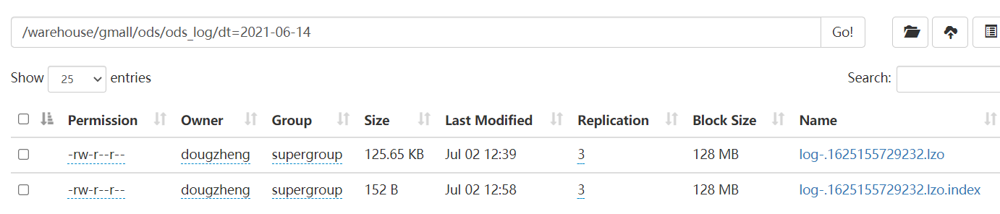 /warehouse/gmall/ods/ods_log/dt=2021-06-14 Go!
Show 25 entries Search:
Permission Owner Group Size Last Modified Replication Block Size Name
-rw-r--r-- dougzheng supergroup 125.65 KB Jul 02 12:39 3 128 MB log-.1625155729232.lzo
-rw-r--r-- dougzheng supergroup 152 B Jul 02 12:58 3 128 MB log-.1625155729232.lzo.index